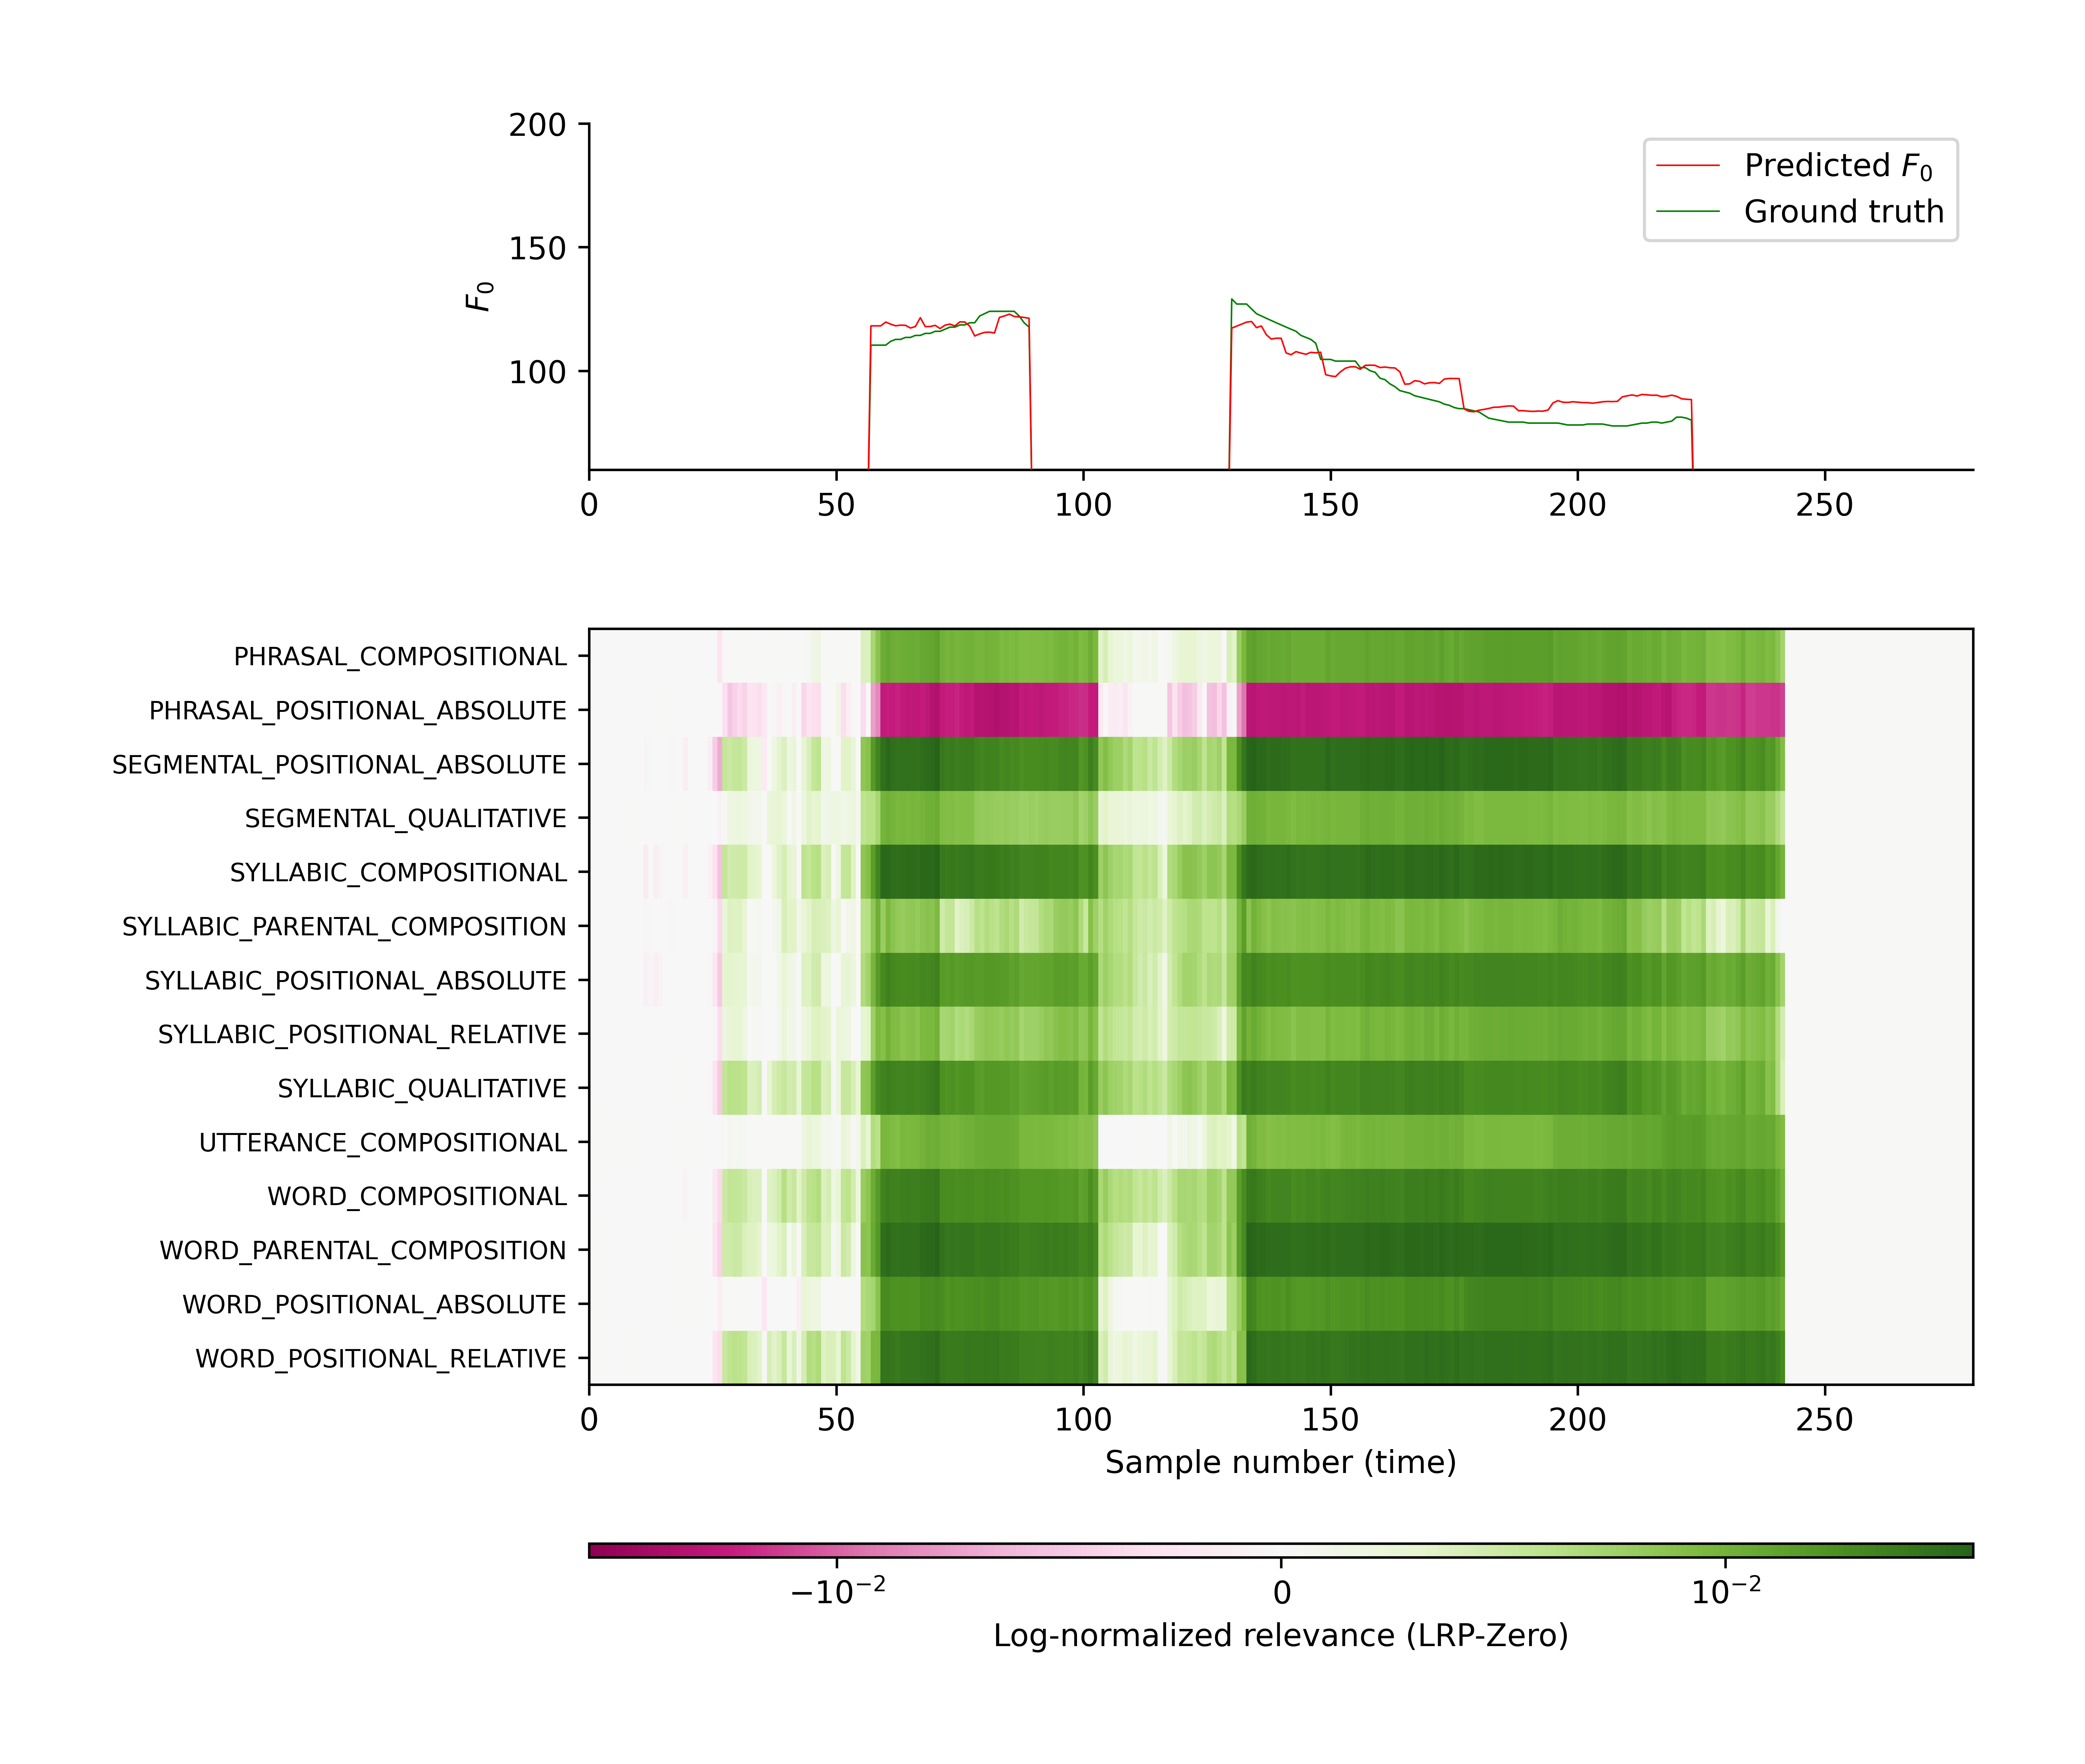 200
150
100
F0
Predicted F0
Ground truth
0 50 100 150 200 250
PHRASAL_COMPOSITIONAL
PHRASAL_POSITIONAL_ABSOLUTE
SEGMENTAL_POSITIONAL_ABSOLUTE
SEGMENTAL_QUALITATIVE
SYLLABIC_COMPOSITIONAL
SYLLABIC_PARENTAL_COMPOSITION
SYLLABIC_POSITIONAL_ABSOLUTE
SYLLABIC_POSITIONAL_RELATIVE
SYLLABIC_QUALITATIVE
UTTERANCE_COMPOSITIONAL
WORD_COMPOSITIONAL
WORD_PARENTAL_COMPOSITION
WORD_POSITIONAL_ABSOLUTE
WORD_POSITIONAL_RELATIVE
0 50 100 150 200 250
Sample number (time)
−10⁻² 0 10⁻²
Log-normalized relevance (LRP-Zero)